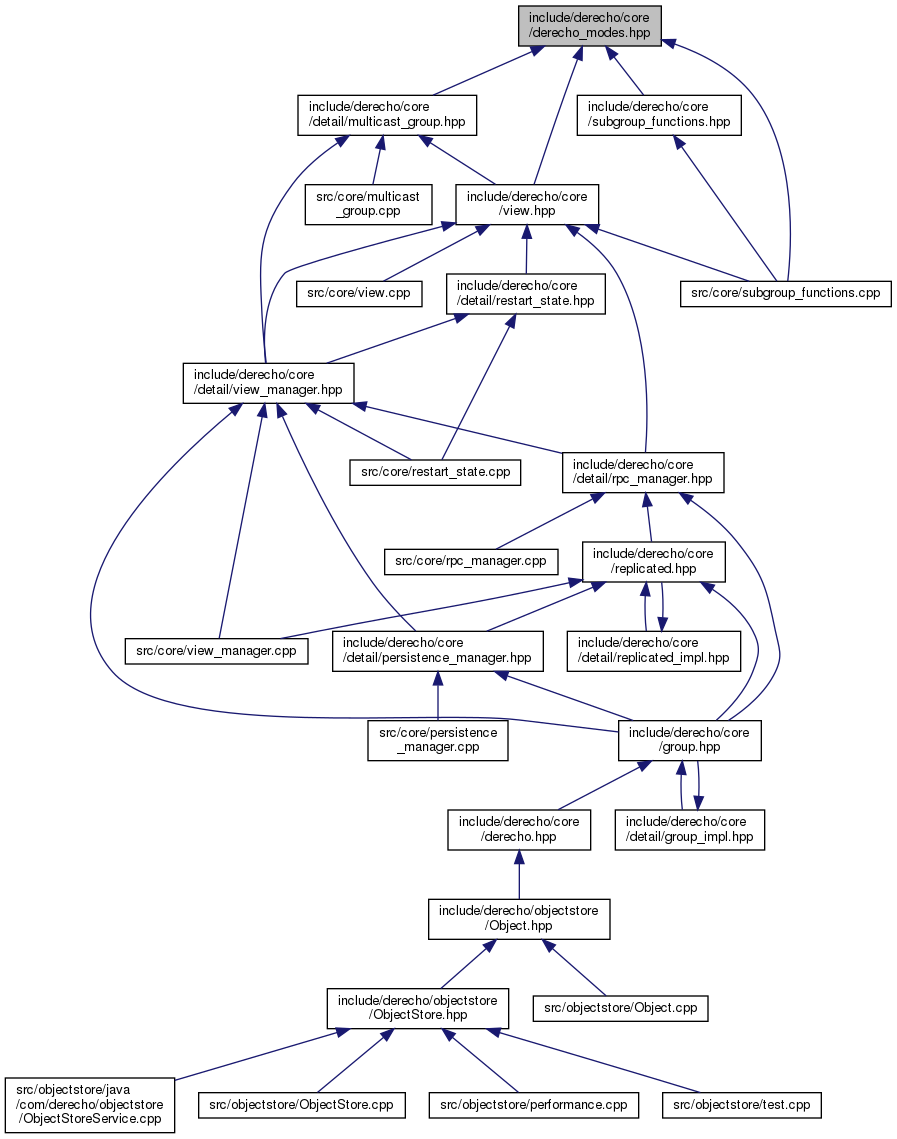 include/derecho/core
/derecho_modes.hpp
include/derecho/core
/detail/multicast_group.hpp
include/derecho/core
/subgroup_functions.hpp
src/core/multicast
_group.cpp
include/derecho/core
/view.hpp
src/core/view.cpp
include/derecho/core
/detail/restart_state.hpp
src/core/subgroup_functions.cpp
include/derecho/core
/detail/view_manager.hpp
src/core/restart_state.cpp
include/derecho/core
/detail/rpc_manager.hpp
src/core/rpc_manager.cpp
include/derecho/core
/replicated.hpp
src/core/view_manager.cpp
include/derecho/core
/detail/persistence_manager.hpp
include/derecho/core
/detail/replicated_impl.hpp
src/core/persistence
_manager.cpp
include/derecho/core
/group.hpp
include/derecho/core
/derecho.hpp
include/derecho/core
/detail/group_impl.hpp
include/derecho/objectstore
/Object.hpp
include/derecho/objectstore
/ObjectStore.hpp
src/objectstore/Object.cpp
src/objectstore/java
/com/derecho/objectstore
/ObjectStoreService.cpp
src/objectstore/ObjectStore.cpp
src/objectstore/performance.cpp
src/objectstore/test.cpp